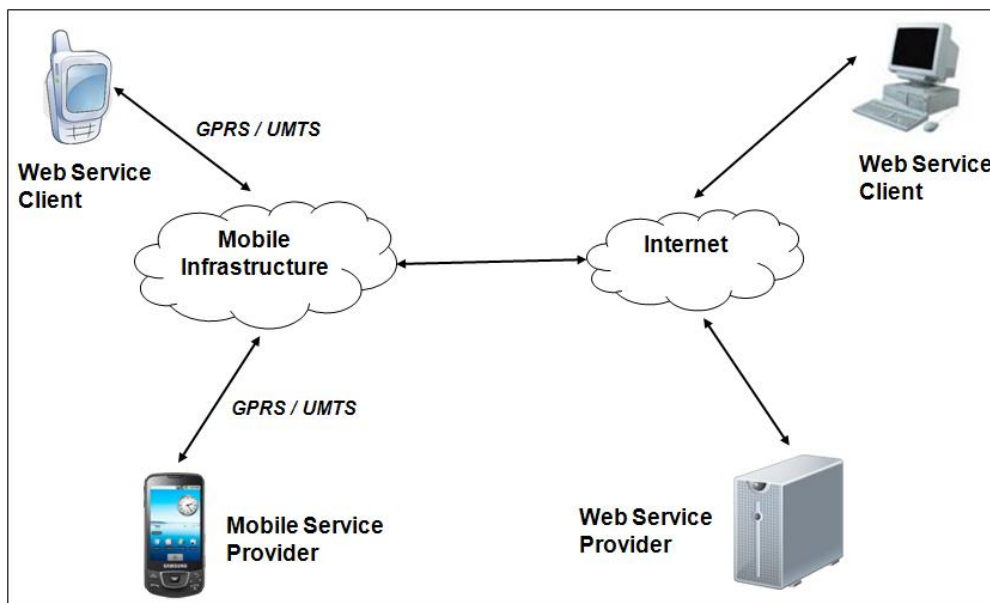 GPRS / UMTS
Web Service
Client
Web Service
Client
Mobile
Infrastructure
Internet
GPRS / UMTS
SAMSUNG
Mobile Service
Provider
Web Service
Provider